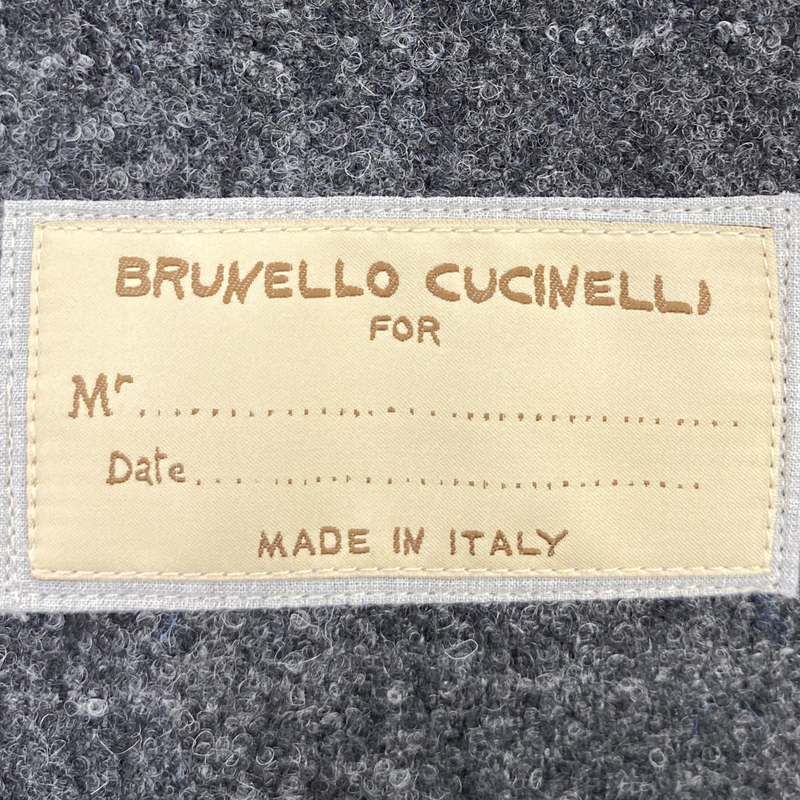 BRUNELLO CUCINELLI
FOR
Mr.......................................
Date.......................................
MADE IN ITALY